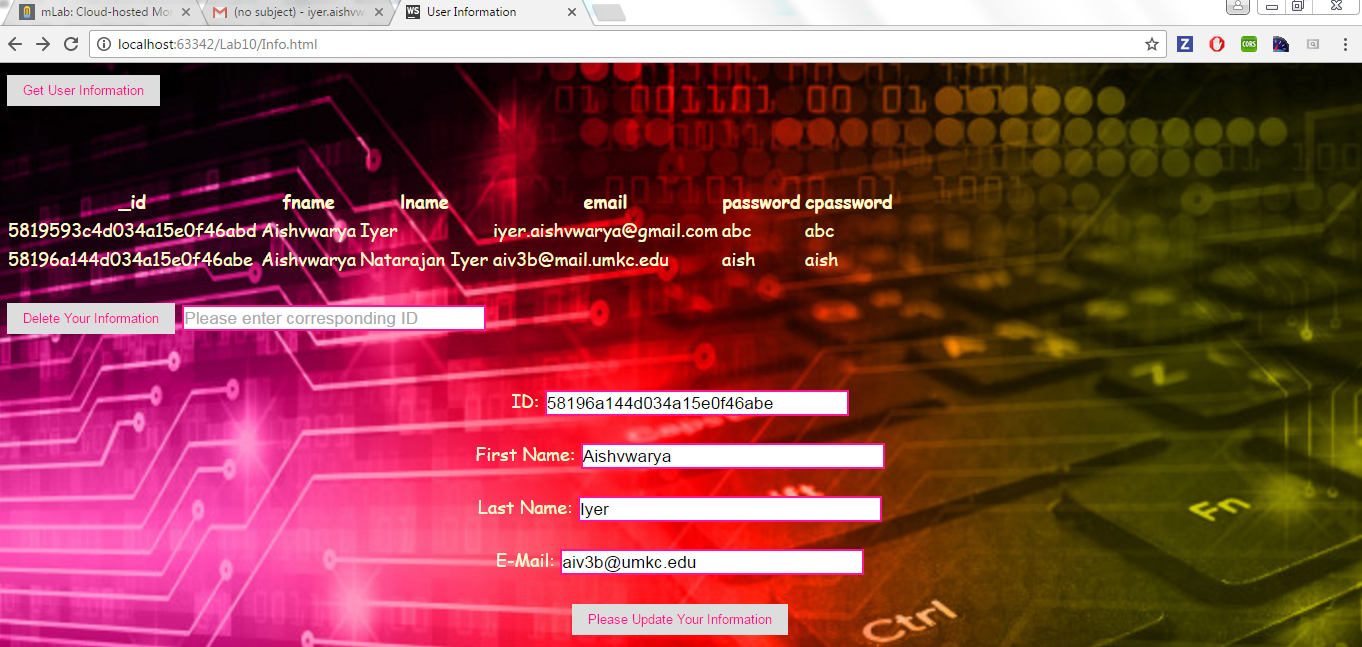 mLab: Cloud-hosted Mo
(no subject) - iyer.aishvw
WS User Information
localhost:63342/Lab10/Info.html
Get User Information
_id fname lname email password cpassword
5819593c4d034a15e0f46abd Aishvwarya Iyer iyer.aishvwarya@gmail.com abc abc
58196a144d034a15e0f46abe Aishvwarya Natarajan Iyer aiv3b@mail.umkc.edu aish aish
Delete Your Information Please enter corresponding ID
ID: 58196a144d034a15e0f46abe
First Name: Aishvwarya
Last Name: Iyer
E-Mail: aiv3b@umkc.edu
Please Update Your Information
Z
Fn
Ctrl